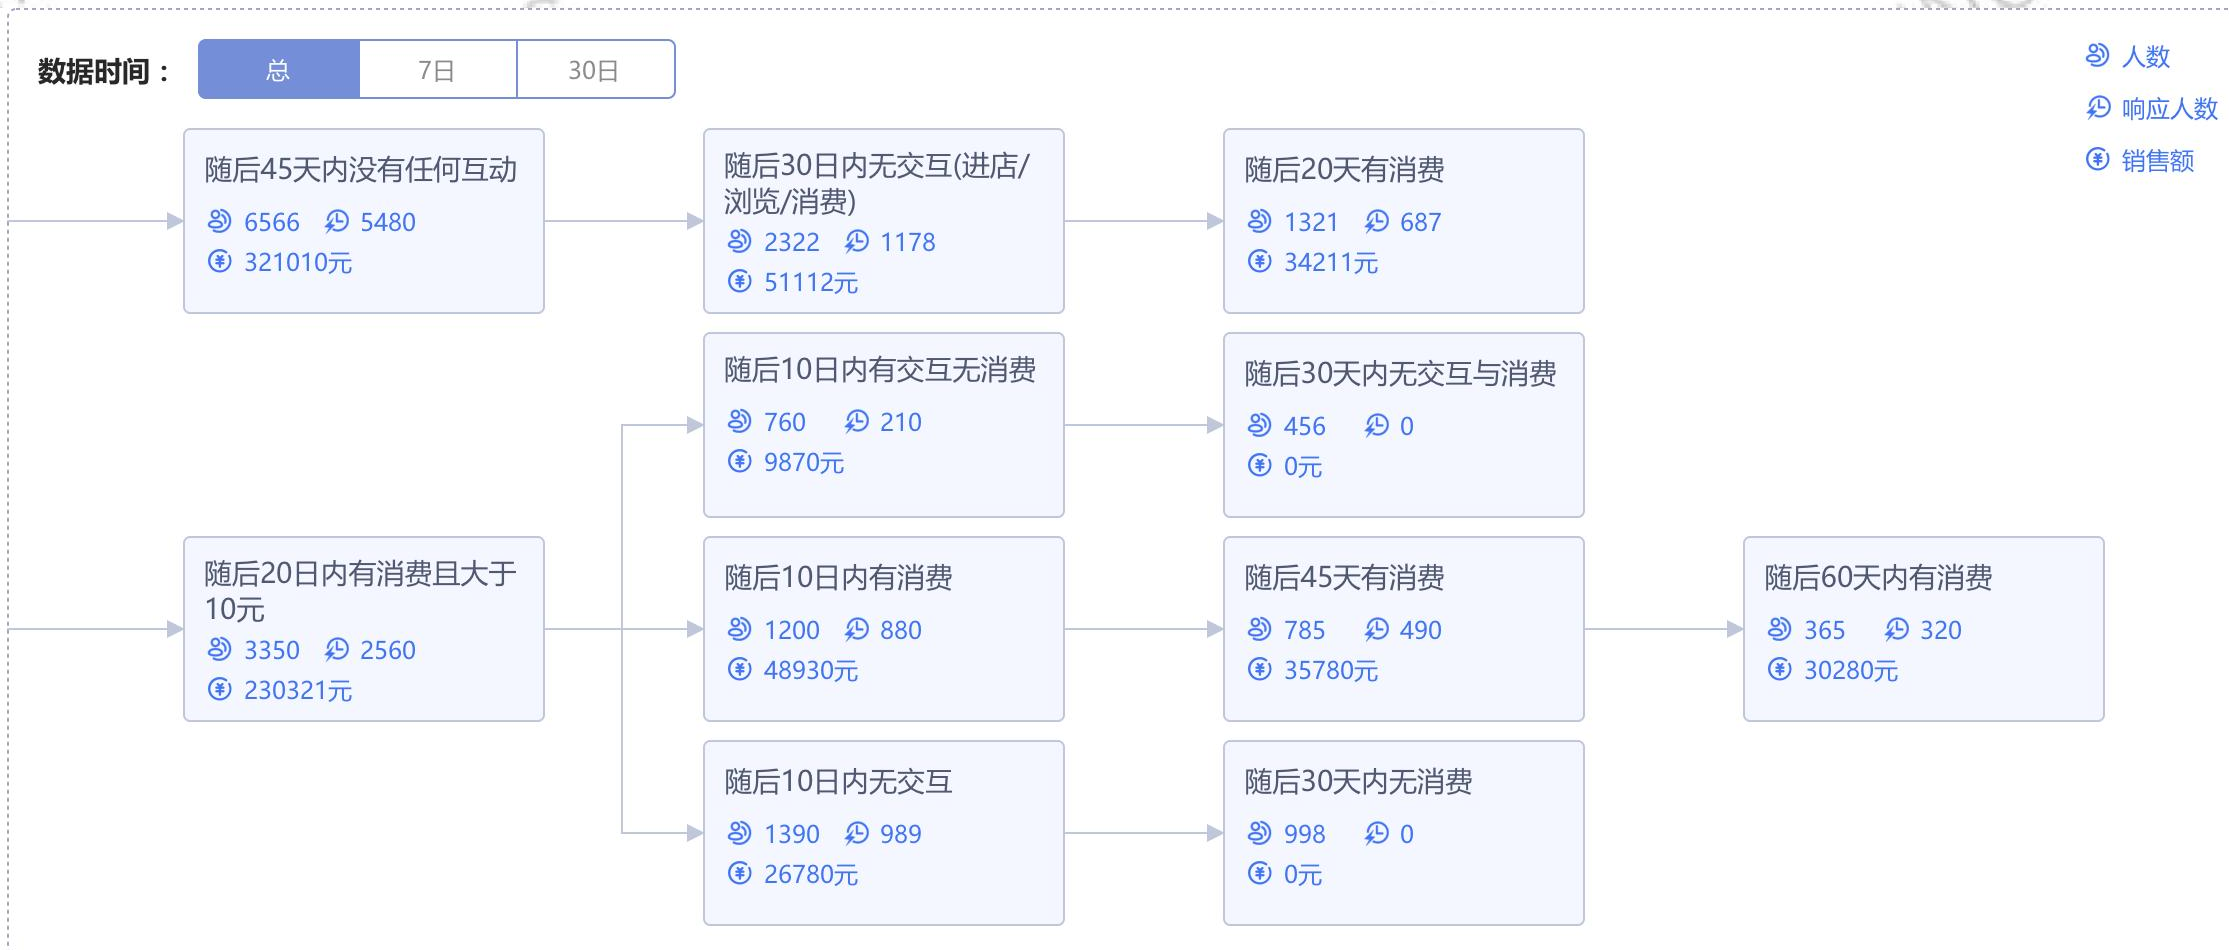 数据时间：
总
7日
30日
人数
响应人数
销售额
随后45天内没有任何互动
6566 5480
321010元
随后30日内无交互(进店/
浏览/消费)
2322 1178
51112元
随后20天有消费
1321 687
34211元
随后10日内有交互无消费
760 210
9870元
随后30天内无交互与消费
456 0
0元
随后20日内有消费且大于
10元
3350 2560
230321元
随后10日内有消费
1200 880
48930元
随后45天有消费
785 490
35780元
随后60天内有消费
365 320
30280元
随后10日内无交互
1390 989
26780元
随后30天内无消费
998 0
0元